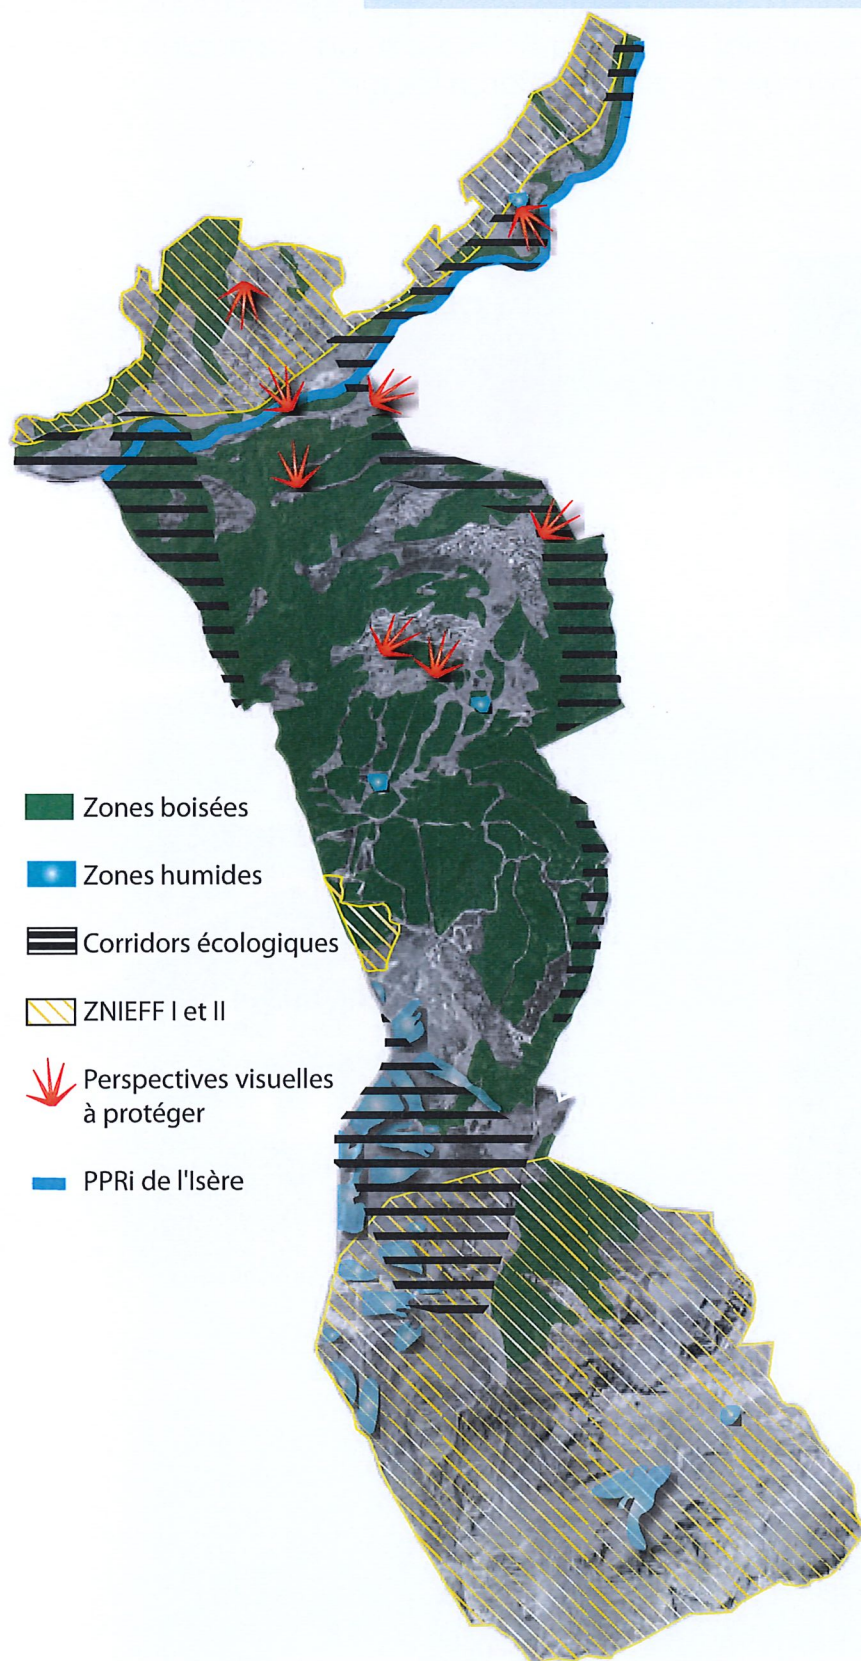 Zones boisées
Zones humides
Corridors écologiques
ZNIEFF I et II
Perspectives visuelles
à protéger
PPRi de l'Isère